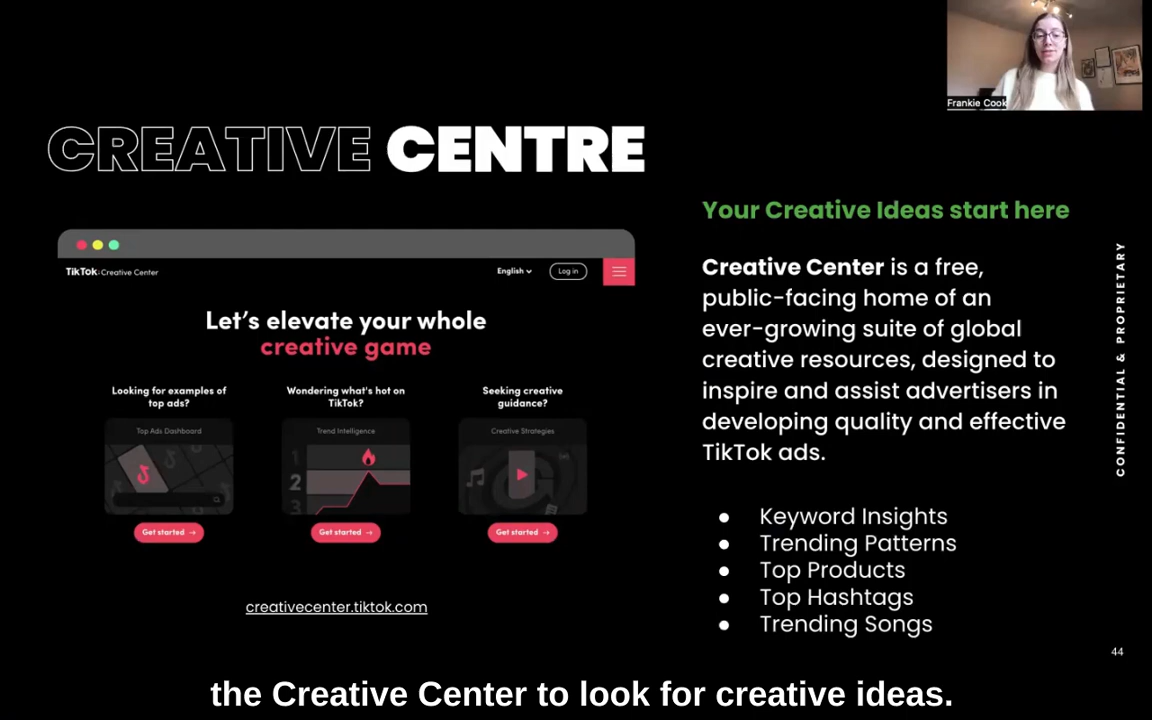 Frankie Cook
CREATIVE CENTRE
Your Creative Ideas start here
TikTok: Creative Center
English
Log in
Let's elevate your whole
creative game
Looking for examples of
top ads?
Wondering what's hot on
TikTok?
Seeking creative
guidance?
Top Ads Dashboard
Trend Intelligence
Creative Strategies
1
2
3
Get started →
Get started →
Get started →
creativecenter.tiktok.com
Creative Center is a free,
public-facing home of an
ever-growing suite of global
creative resources, designed to
inspire and assist advertisers in
developing quality and effective
TikTok ads.
● Keyword Insights
● Trending Patterns
● Top Products
● Top Hashtags
● Trending Songs
CONFIDENTIAL & PROPRIETARY
44
the Creative Center to look for creative ideas.